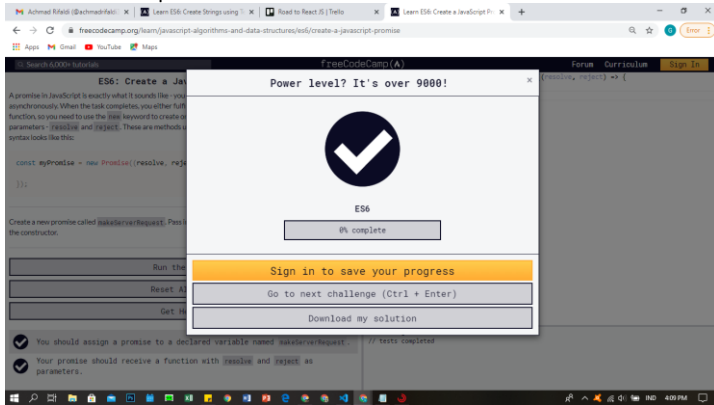 Achmad Rifaldi (@achmadrifaldi
Learn ES6: Create Strings using T
Road to React JS | Trello
Learn ES6: Create a JavaScript Pr
freecodecamp.org/learn/javascript-algorithms-and-data-structures/es6/create-a-javascript-promise
G
Error
Apps
Gmail
YouTube
Maps
Search 6,000+ tutorials
freeCodeCamp
Forum
Curriculum
Sign In
ES6: Create a Jav
A promise in JavaScript is exactly what it sounds like - you
asynchronously. When the task completes, you either fulfi
function, so you need to use the new keyword to create o
parameters - resolve and reject. These are methods u
syntax looks like this:
const myPromise = new Promise((resolve, reje
});
Create a new promise called makeServerRequest. Pass i
the constructor.
Run the
Reset Al
Get He
(resolve, reject) => {
Power level? It's over 9000!
×
ES6
0% complete
Sign in to save your progress
Go to next challenge (Ctrl + Enter)
Download my solution
You should assign a promise to a declared variable named makeServerRequest.
Your promise should receive a function with resolve and reject as
parameters.
// tests completed
IND
4:09 PM